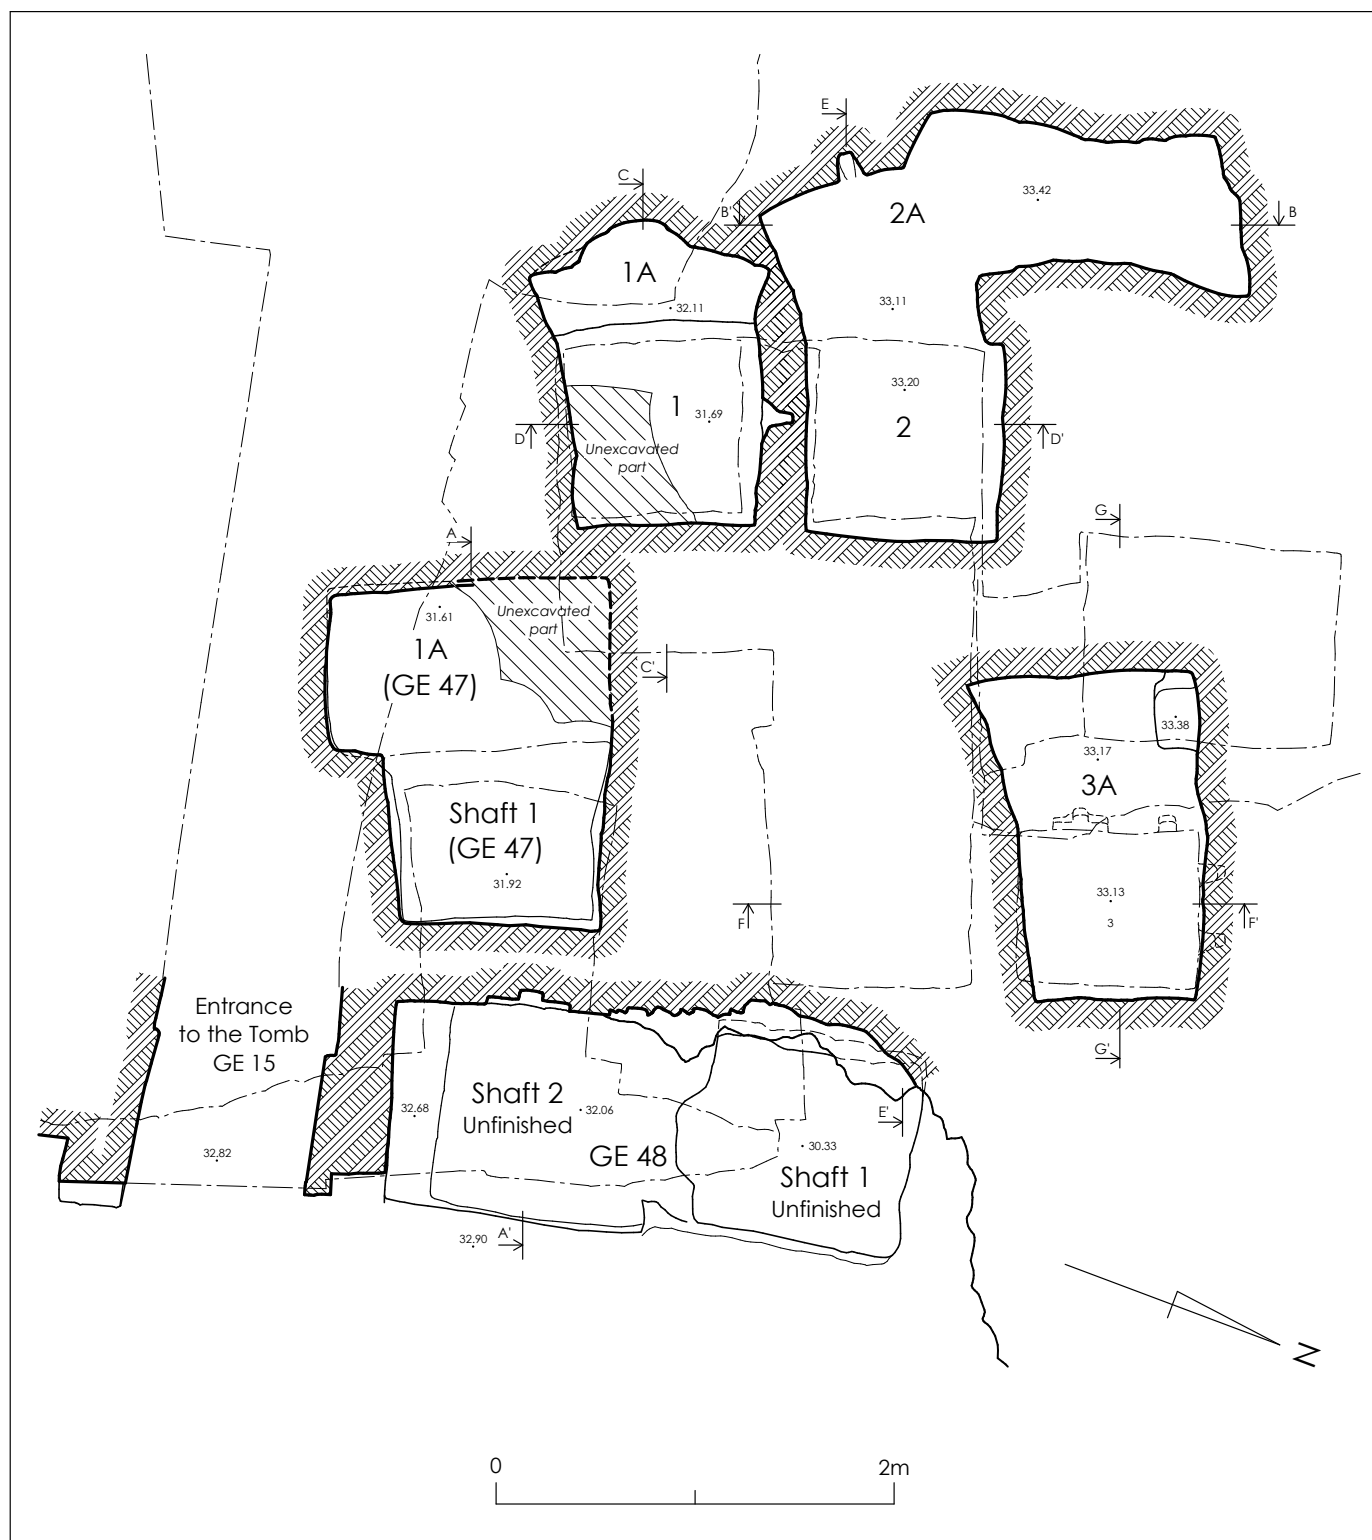 E
C
B'
B
2A
33.42
1A
32.11
33.11
33.20
1
31.69
2
D
D'
Unexcavated
part
G
A
Unexcavated
part
31.61
1A
(GE 47)
C'
33.38
33.17
3A
Shaft 1
(GE 47)
31.92
33.13
3
F
F'
Entrance
to the Tomb
GE 15
G'
Shaft 2
Unfinished
32.68
32.06
E'
GE 48
30.33
32.82
Shaft 1
Unfinished
A'
32.90
N
0
2m